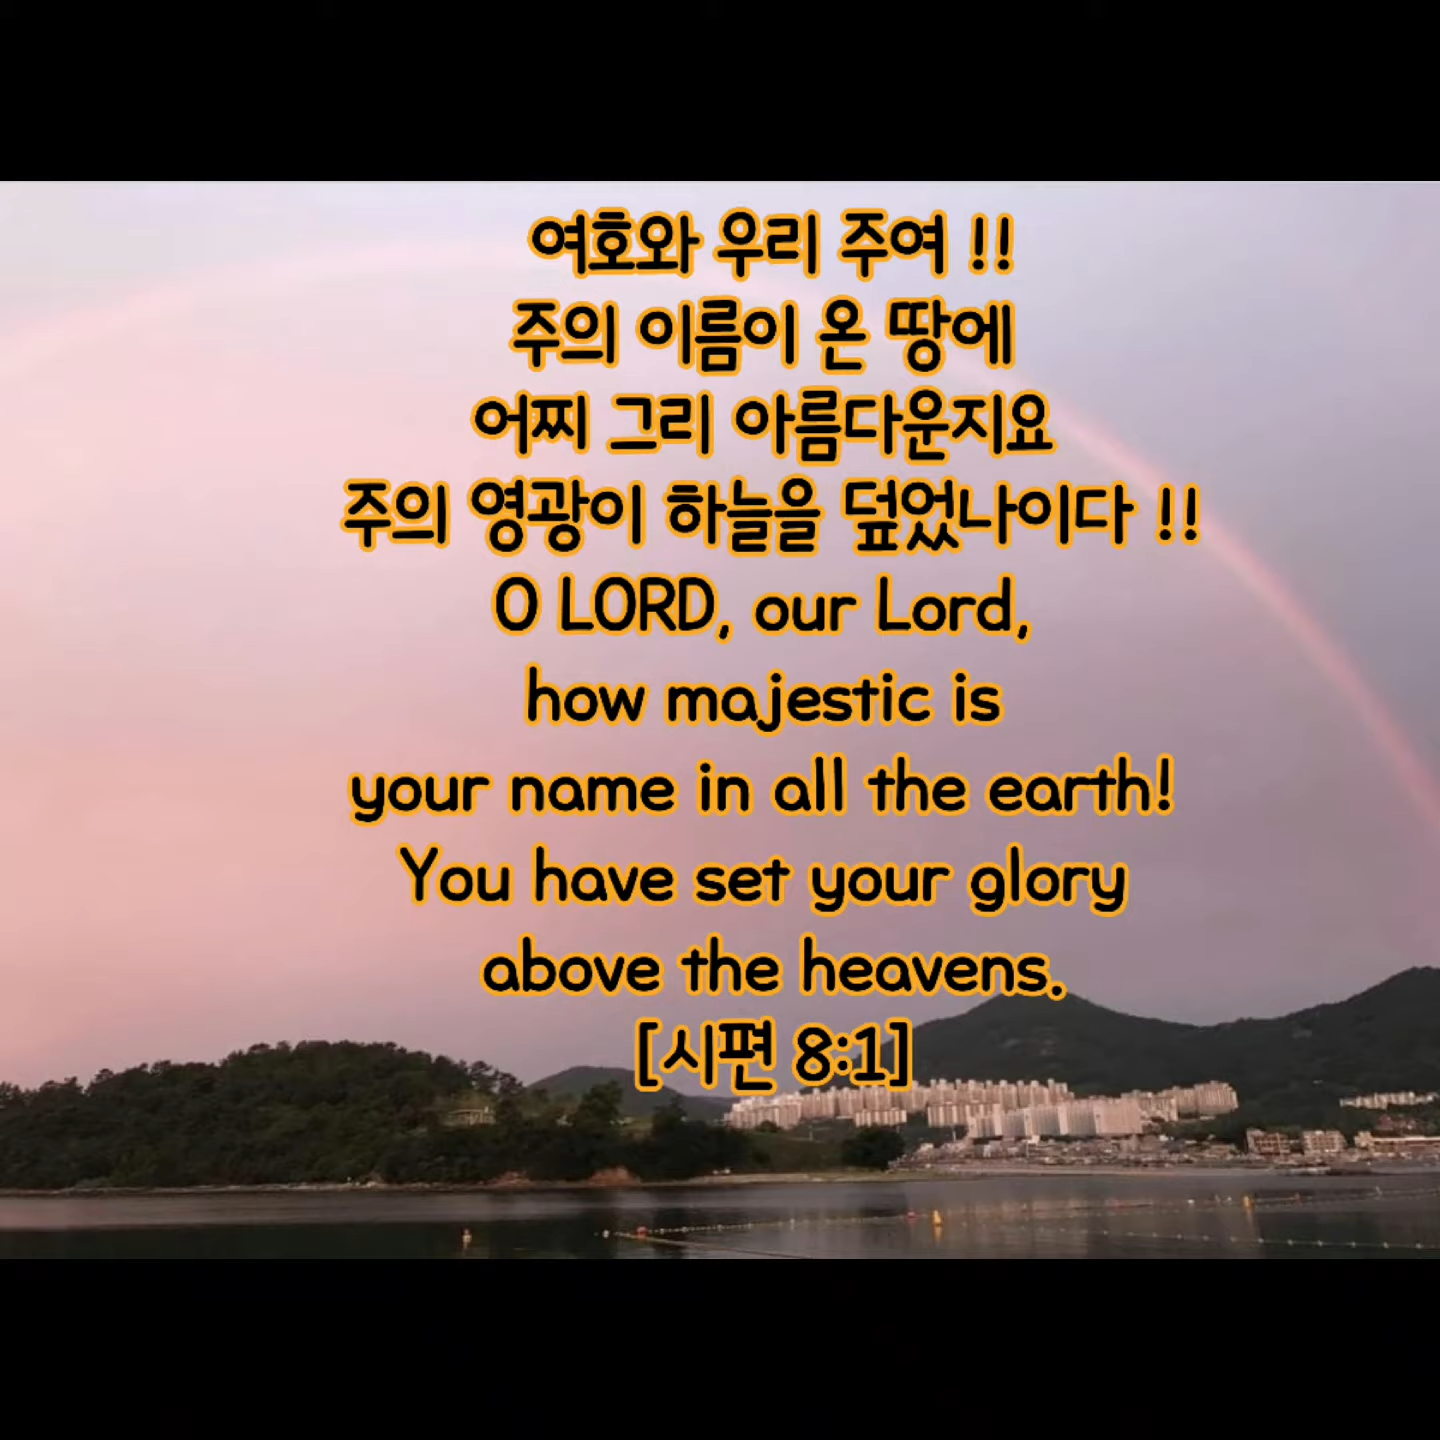 여호와 우리 주여 !!
주의 이름이 온 땅에
어찌 그리 아름다운지요
주의 영광이 하늘을 덮었나이다 !!
O LORD, our Lord,
how majestic is
your name in all the earth!
You have set your glory
above the heavens.
[시편 8:1]